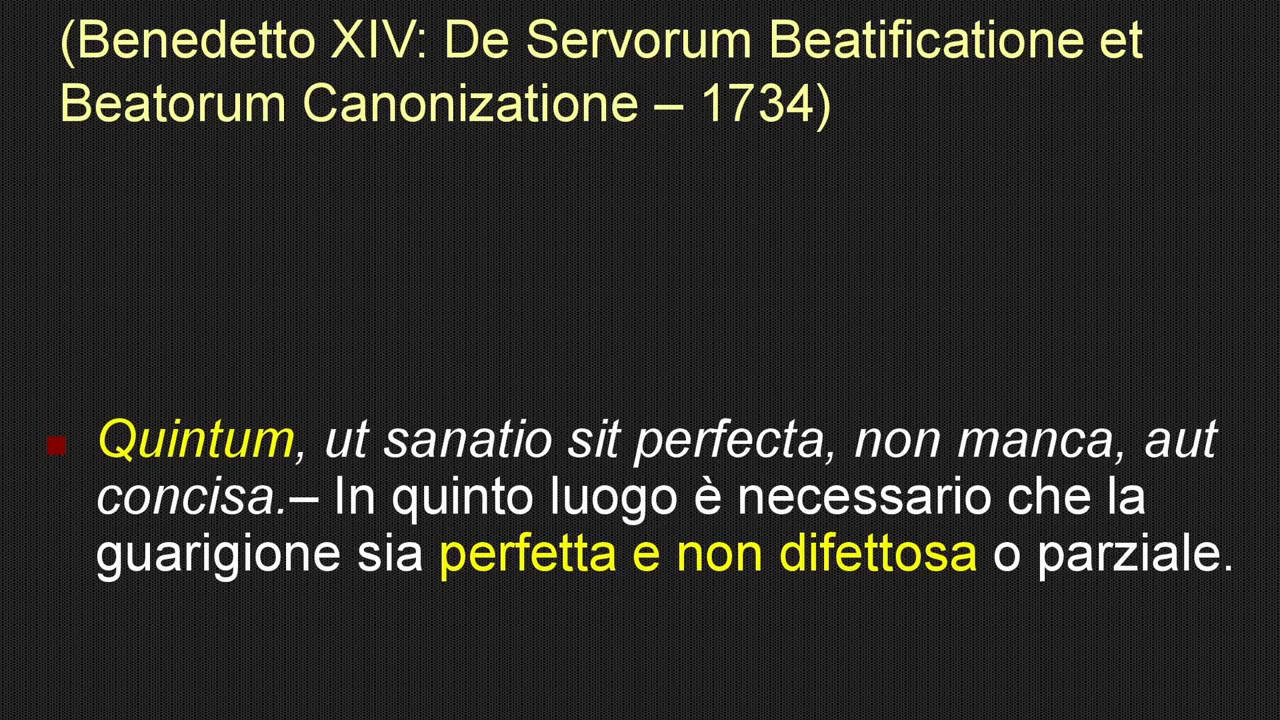 (Benedetto XIV: De Servorum Beatificatione et
Beatorum Canonizatione – 1734)
Quintum, ut sanatio sit perfecta, non manca, aut
concisa.– In quinto luogo è necessario che la
guarigione sia perfetta e non difettosa o parziale.